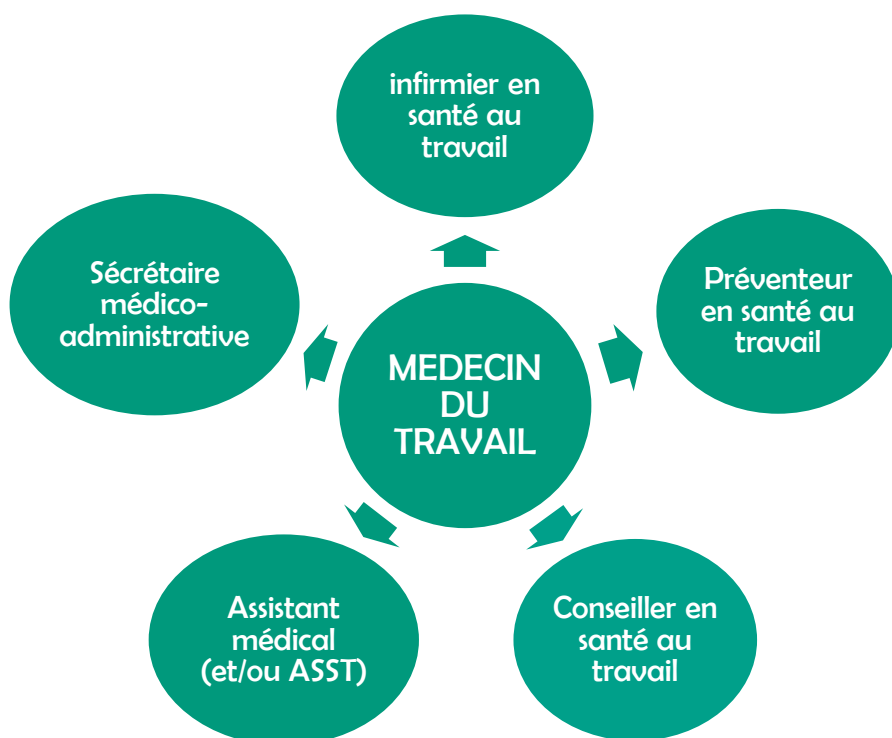 infirmier en
santé au
travail
Sécrétaire
médico-
administrative
Préventeur
en santé au
travail
MEDECIN
DU
TRAVAIL
Assistant
médical
(et/ou ASST)
Conseiller en
santé au
travail